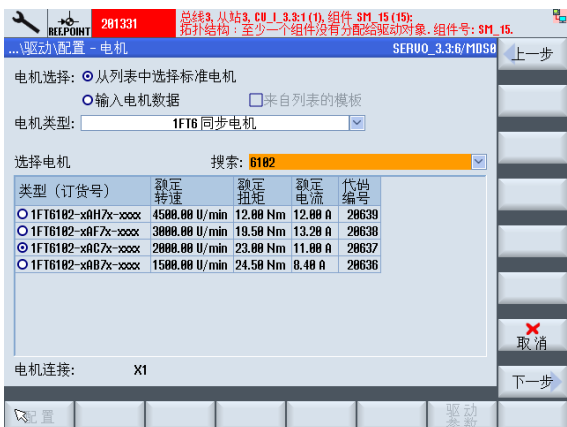 REF.POINT
201331
总线3, 从站3, CU_I_3.3:1 (1), 组件 SM_15 (15):
拓扑结构 : 至少一个组件没有分配给驱动对象. 组件号: SM_15.
...\驱动\配置 - 电机
SERVO_3.3:6/MDS0
上一步
电机选择:
从列表中选择标准电机
输入电机数据
来自列表的模板
电机类型:
1FT6 同步电机
选择电机
搜索: 6102
类型 (订货号) 额定转速 额定扭矩 额定电流 代码编号
1FT6102-xAH7x-xxxx 4500.00 U/min 12.00 Nm 12.00 A 20639
1FT6102-xAF7x-xxxx 3000.00 U/min 19.50 Nm 13.20 A 20638
1FT6102-xAC7x-xxxx 2000.00 U/min 23.00 Nm 11.00 A 20637
1FT6102-xAB7x-xxxx 1500.00 U/min 24.50 Nm 8.40 A 20636
取消
电机连接: X1
下一步
配置
驱动
参数